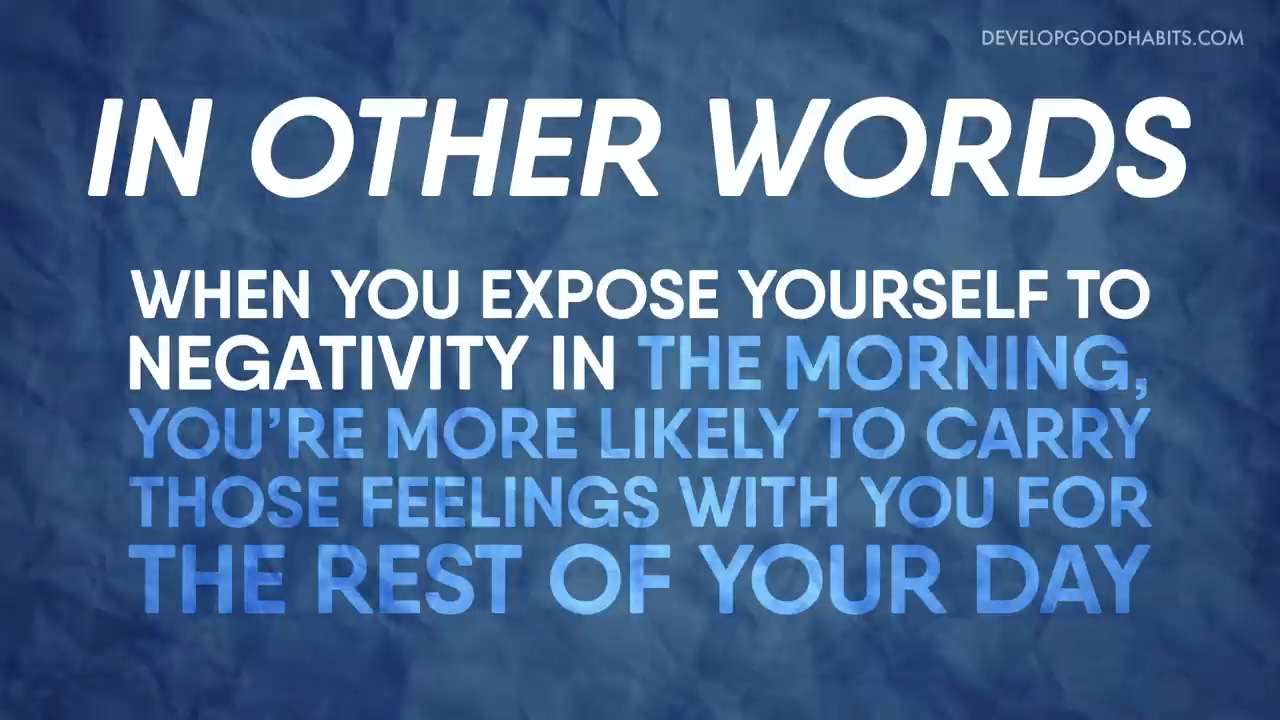 DEVELOPGOODHABITS.COM
IN OTHER WORDS
WHEN YOU EXPOSE YOURSELF TO
NEGATIVITY IN THE MORNING,
YOU’RE MORE LIKELY TO CARRY
THOSE FEELINGS WITH YOU FOR
THE REST OF YOUR DAY